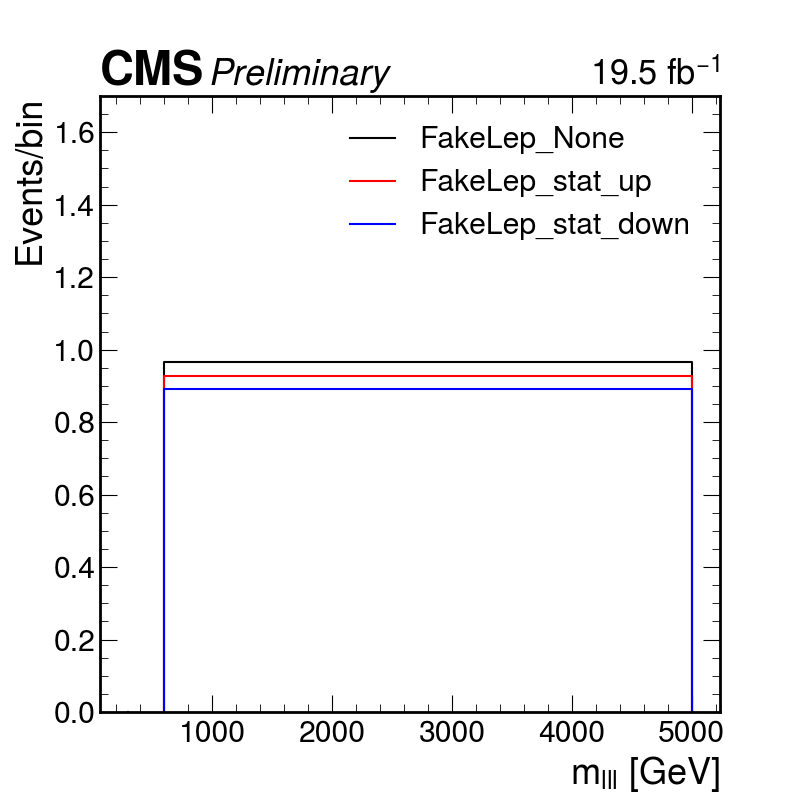 CMS Preliminary 19.5 fb⁻¹
Events/bin
FakeLep_None
FakeLep_stat_up
FakeLep_stat_down
1.6
1.4
1.2
1.0
0.8
0.6
0.4
0.2
0.0
1000 2000 3000 4000 5000
m_lll [GeV]